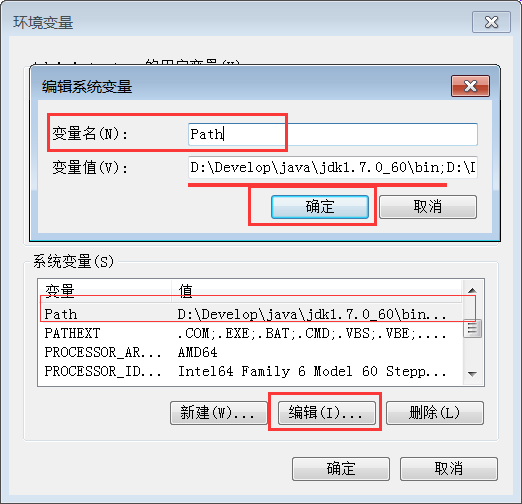 环境变量
的用户变量(U)
编辑系统变量
变量名(N):
Path
变量值(V):
D:\Develop\java\jdk1.7.0_60\bin;D:\
确定
取消
系统变量(S)
变量 值
Path D:\Develop\java\jdk1.7.0_60\bin...
PATHEXT .COM;.EXE;.BAT;.CMD;.VBS;.VBE;....
PROCESSOR_AR... AMD64
PROCESSOR_ID... Intel64 Family 6 Model 60 Stepp...
新建(W)... 编辑(I)... 删除(L)
确定 取消